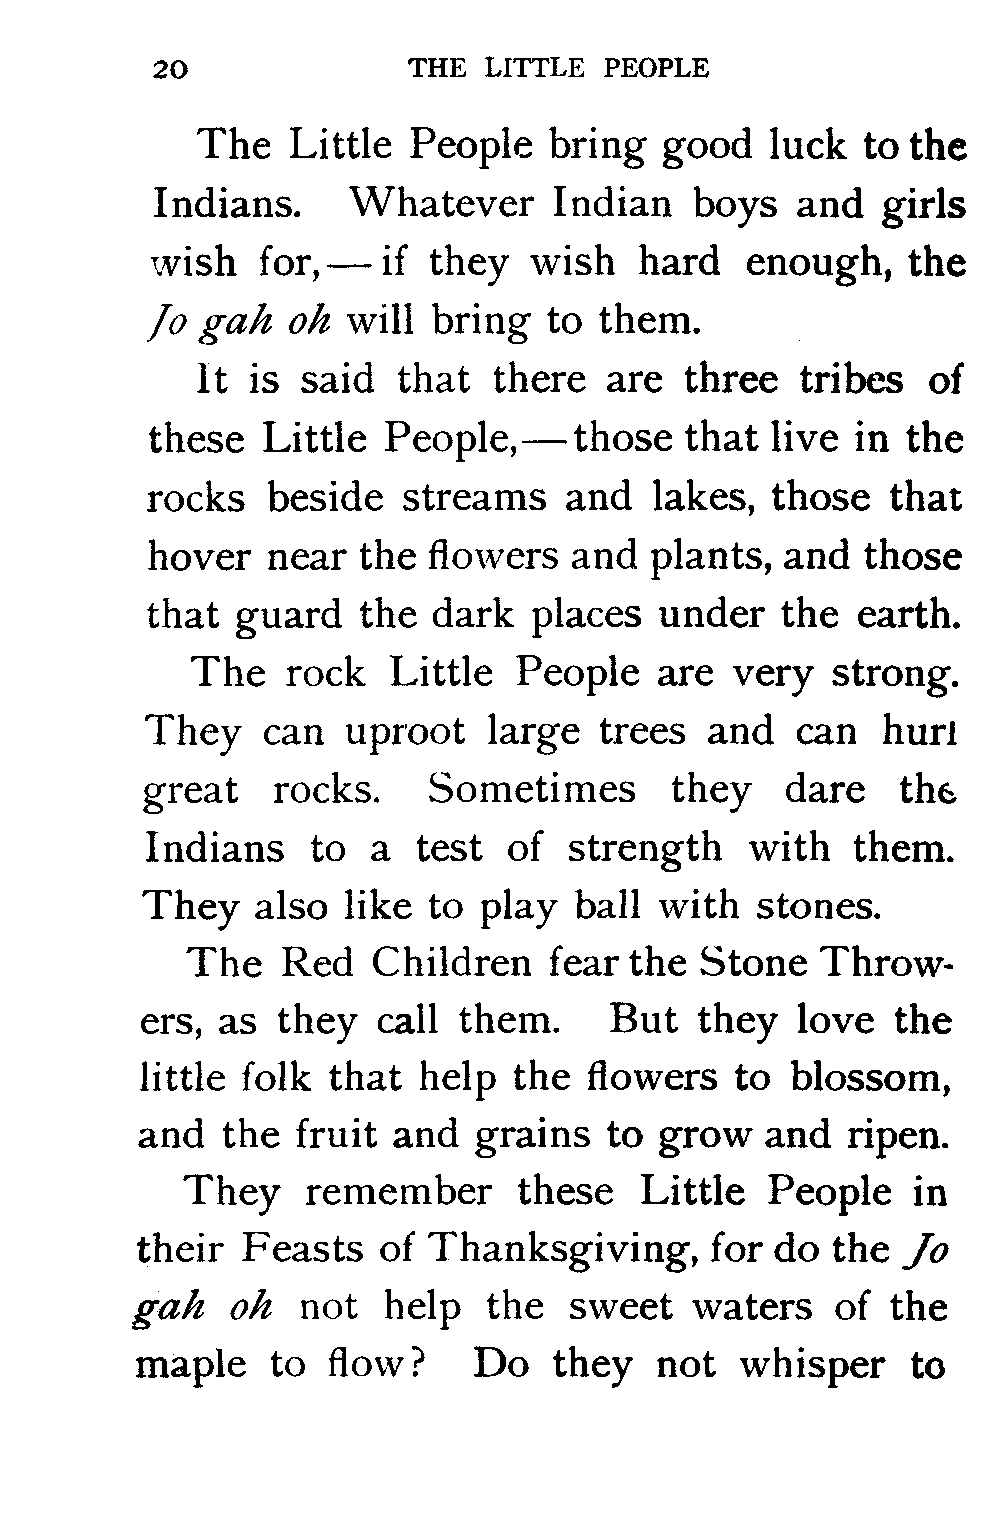 20 THE LITTLE PEOPLE
The Little People bring good luck to the
Indians. Whatever Indian boys and girls
wish for,—if they wish hard enough, the
Jo gah oh will bring to them.
It is said that there are three tribes of
these Little People,—those that live in the
rocks beside streams and lakes, those that
hover near the flowers and plants, and those
that guard the dark places under the earth.
The rock Little People are very strong.
They can uproot large trees and can hurl
great rocks. Sometimes they dare the
Indians to a test of strength with them.
They also like to play ball with stones.
The Red Children fear the Stone Throw-
ers, as they call them. But they love the
little folk that help the flowers to blossom,
and the fruit and grains to grow and ripen.
They remember these Little People in
their Feasts of Thanksgiving, for do the Jo
gah oh not help the sweet waters of the
maple to flow? Do they not whisper to